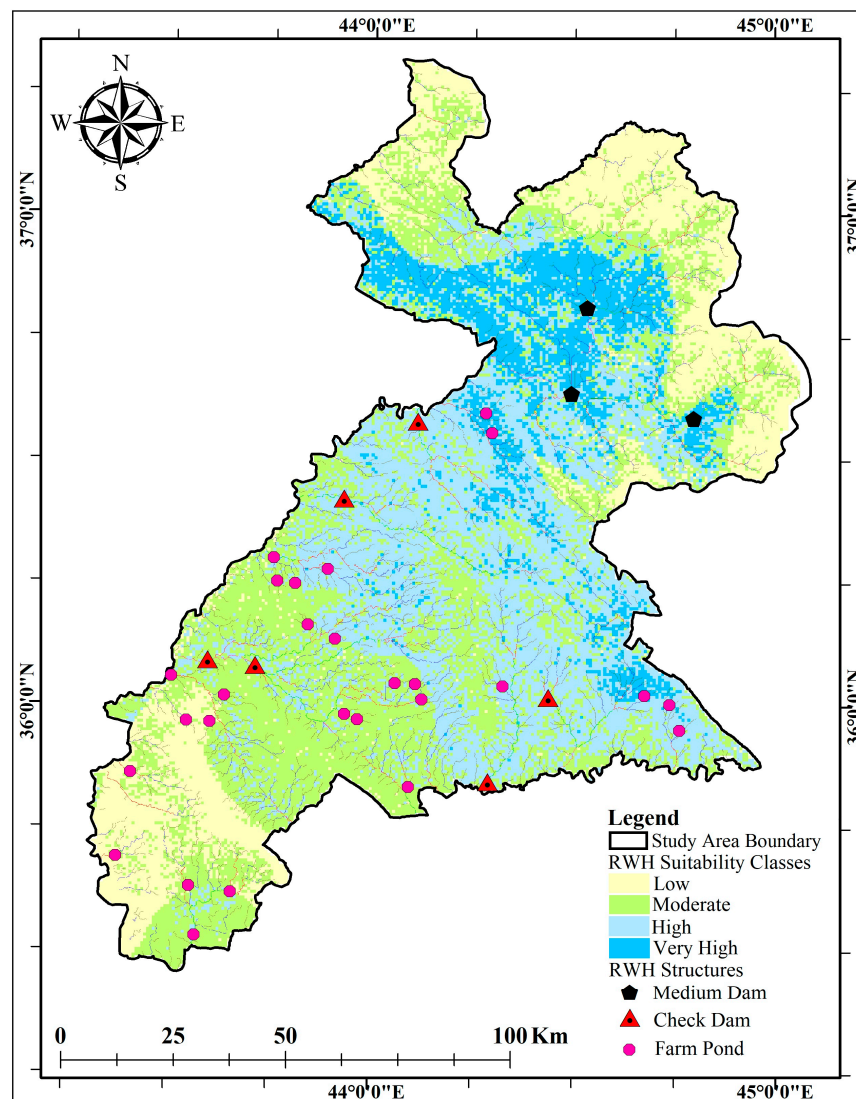 44°0'0"E 45°0'0"E
N
W E
S
37°0'0"N 37°0'0"N
36°0'0"N 36°0'0"N
Legend
Study Area Boundary
RWH Suitability Classes
Low
Moderate
High
Very High
RWH Structures
Medium Dam
Check Dam
Farm Pond
0 25 50 100 Km
44°0'0"E 45°0'0"E